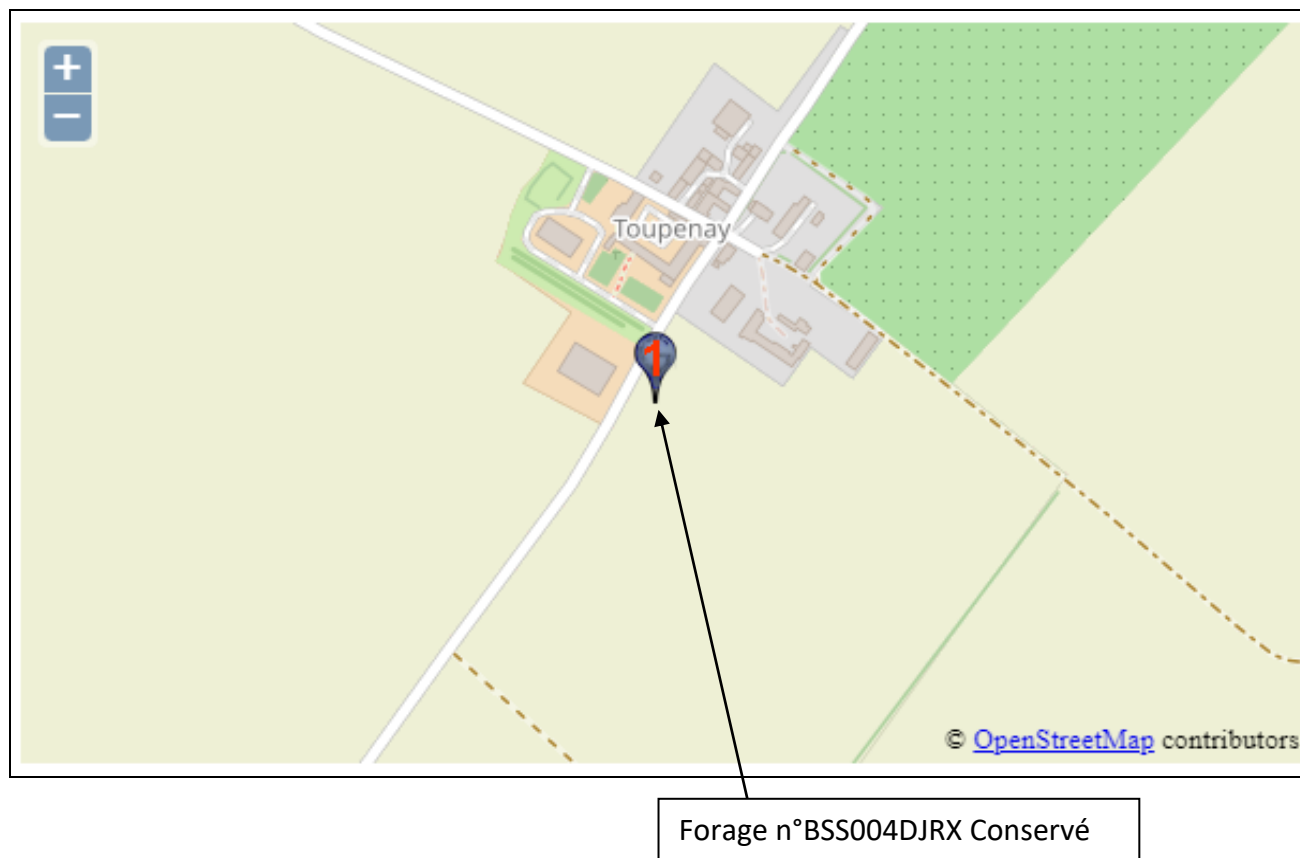 +
−
Toupenay
1
© OpenStreetMap contributors
Forage n°BSS004DJRX Conservé